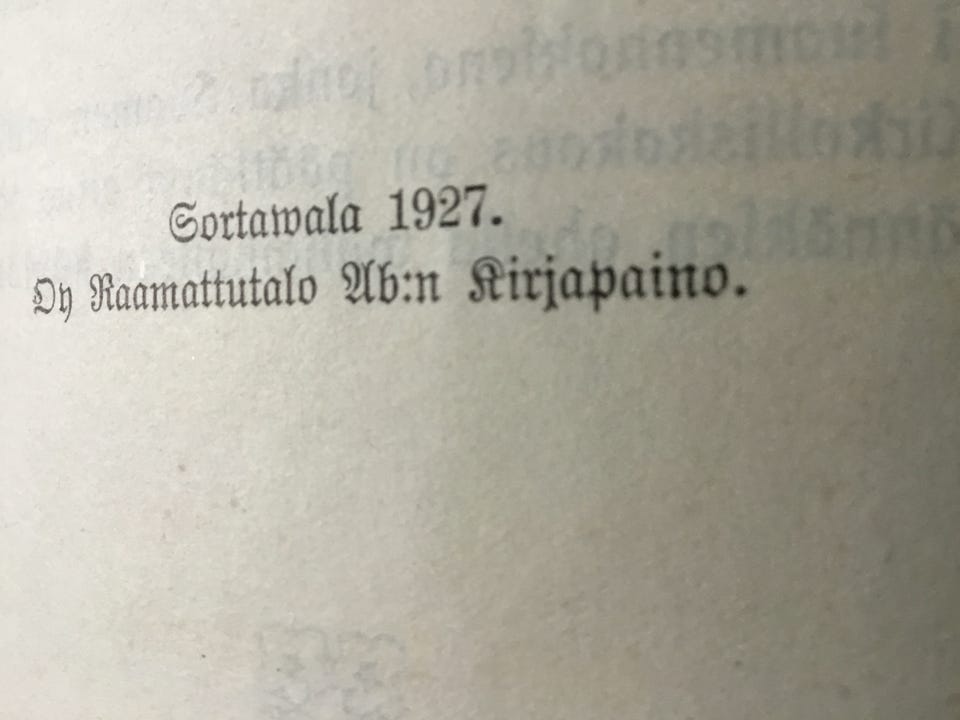 Sortawala 1927.
Oy Raamattutalo Ab:n Kirjapaino.